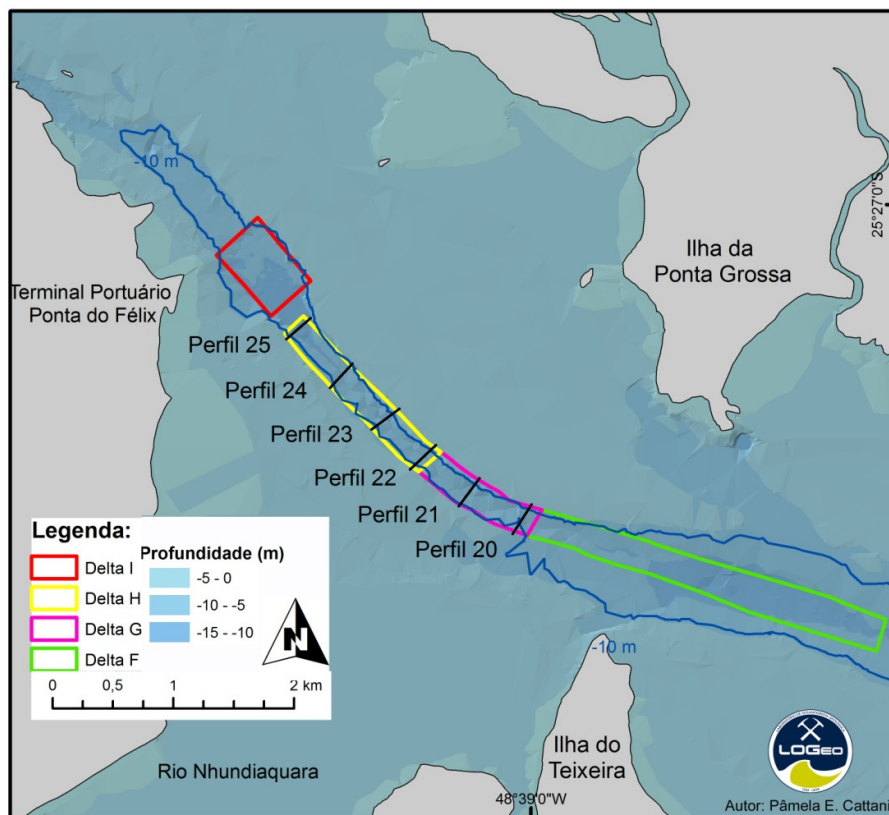 -10 m
25°27'0"S
Ilha da
Ponta Grossa
Terminal Portuário
Ponta do Félix
Perfil 25
Perfil 24
Perfil 23
Perfil 22
Perfil 21
Perfil 20
Legenda:
Delta I
Delta H
Delta G
Delta F
Profundidade (m)
-5 - 0
-10 - -5
-15 - -10
N
0 0,5 1 2 km
-10 m
Ilha do
Teixeira
Rio Nhundiaquara
48°39'0"W
LOGeo
Autor: Pâmela E. Cattani